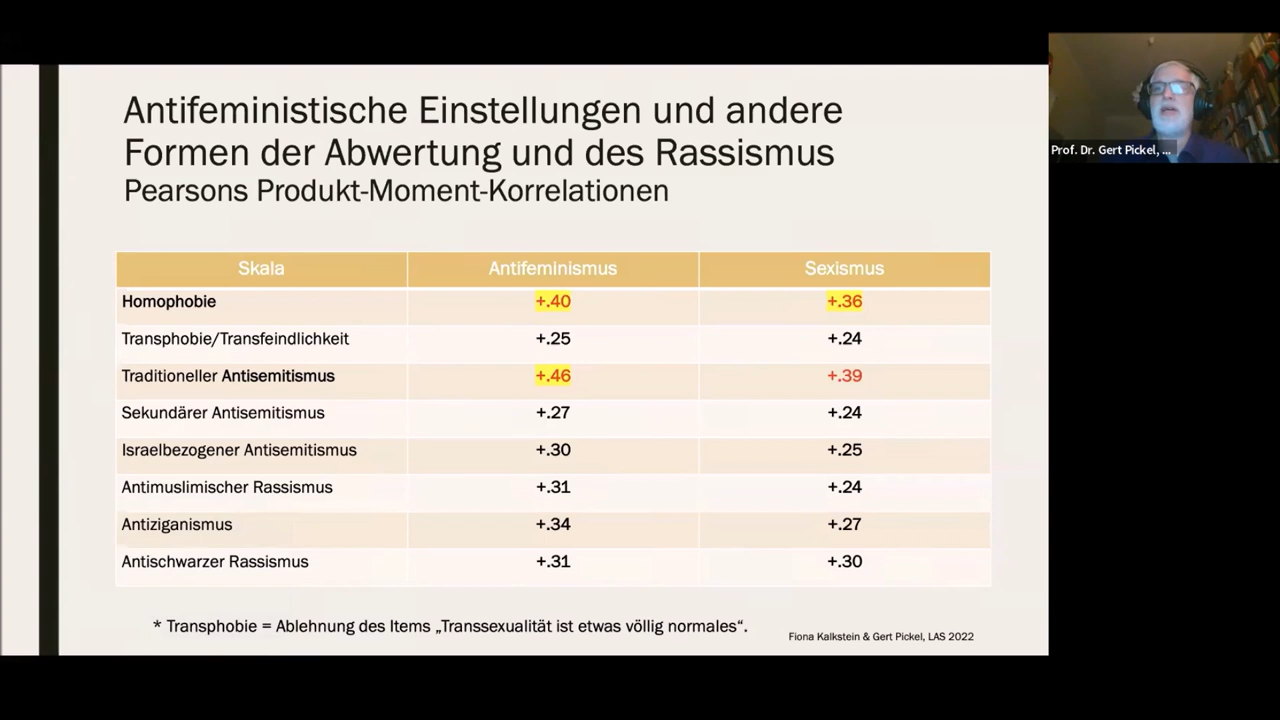 Antifeministische Einstellungen und andere
Formen der Abwertung und des Rassismus
Pearsons Produkt-Moment-Korrelationen
Prof. Dr. Gert Pickel, ...
Skala Antifeminismus Sexismus
Homophobie +.40 +.36
Transphobie/Transfeindlichkeit +.25 +.24
Traditioneller Antisemitismus +.46 +.39
Sekundärer Antisemitismus +.27 +.24
Israelbezogener Antisemitismus +.30 +.25
Antimuslimischer Rassismus +.31 +.24
Antiziganismus +.34 +.27
Antischwarzer Rassismus +.31 +.30
* Transphobie = Ablehnung des Items „Transsexualität ist etwas völlig normales“.
Fiona Kalkstein & Gert Pickel, LAS 2022